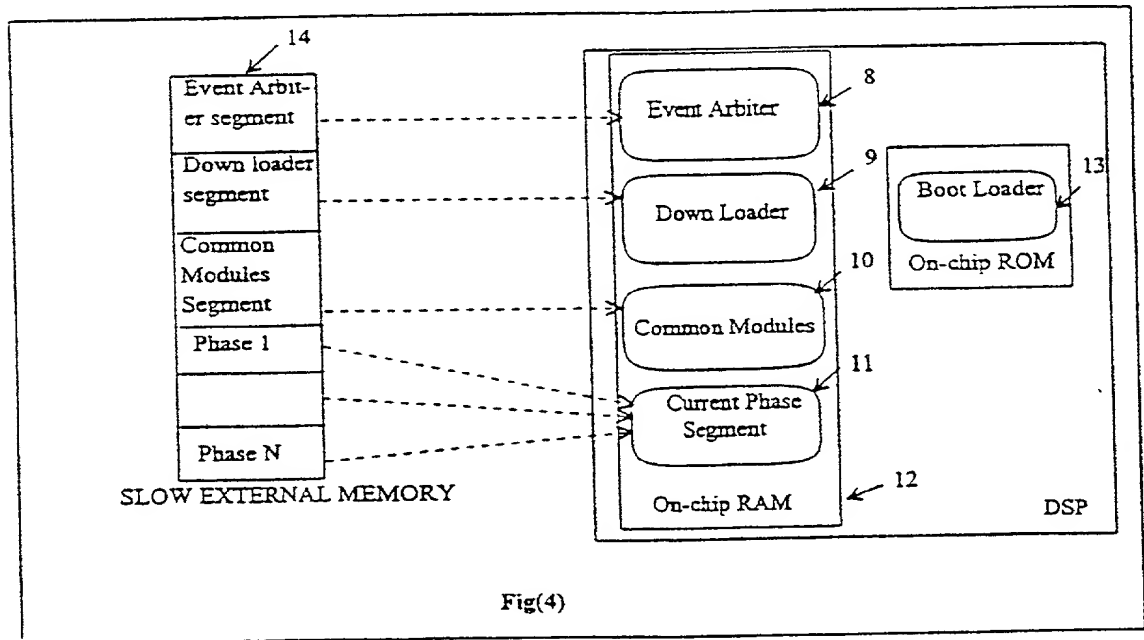 14
Event Arbit-
er segment
Down loader
segment
Common
Modules
Segment
Phase 1
Phase N
SLOW EXTERNAL MEMORY
8
Event Arbiter
9
Down Loader
10
Common Modules
11
Current Phase
Segment
On-chip RAM
12
Boot Loader
13
On-chip ROM
DSP
Fig(4)